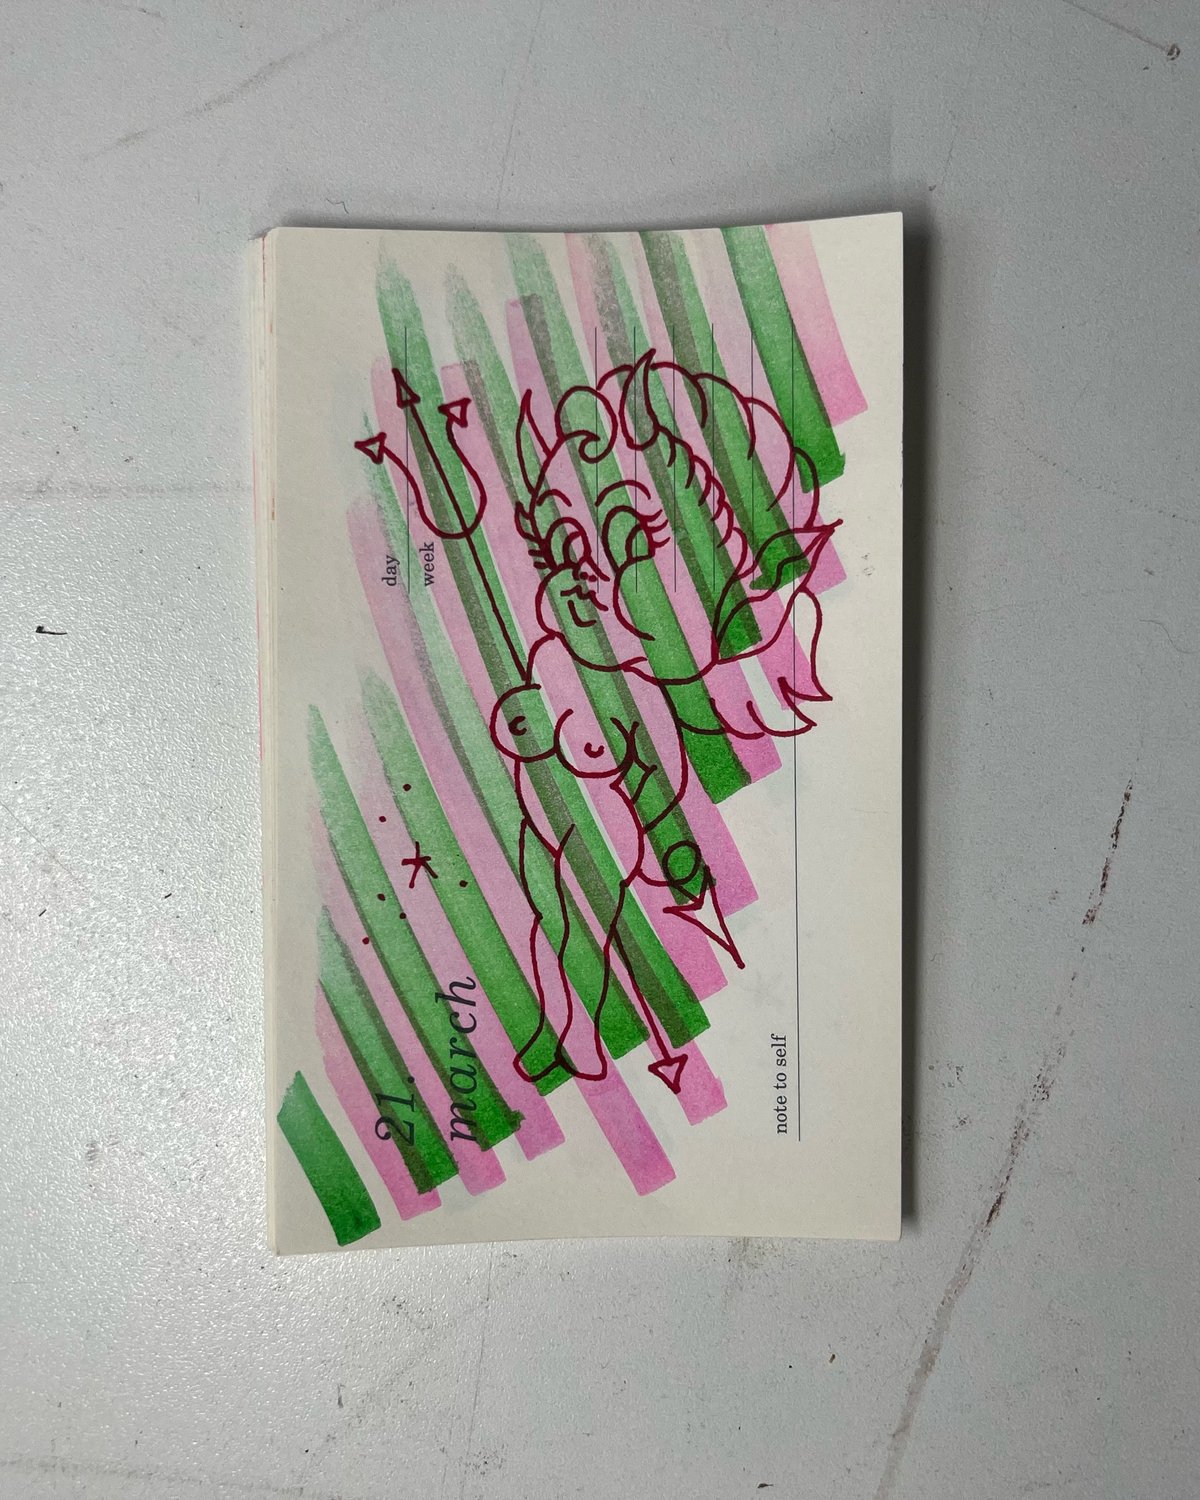 21.
march
day
week
note to self